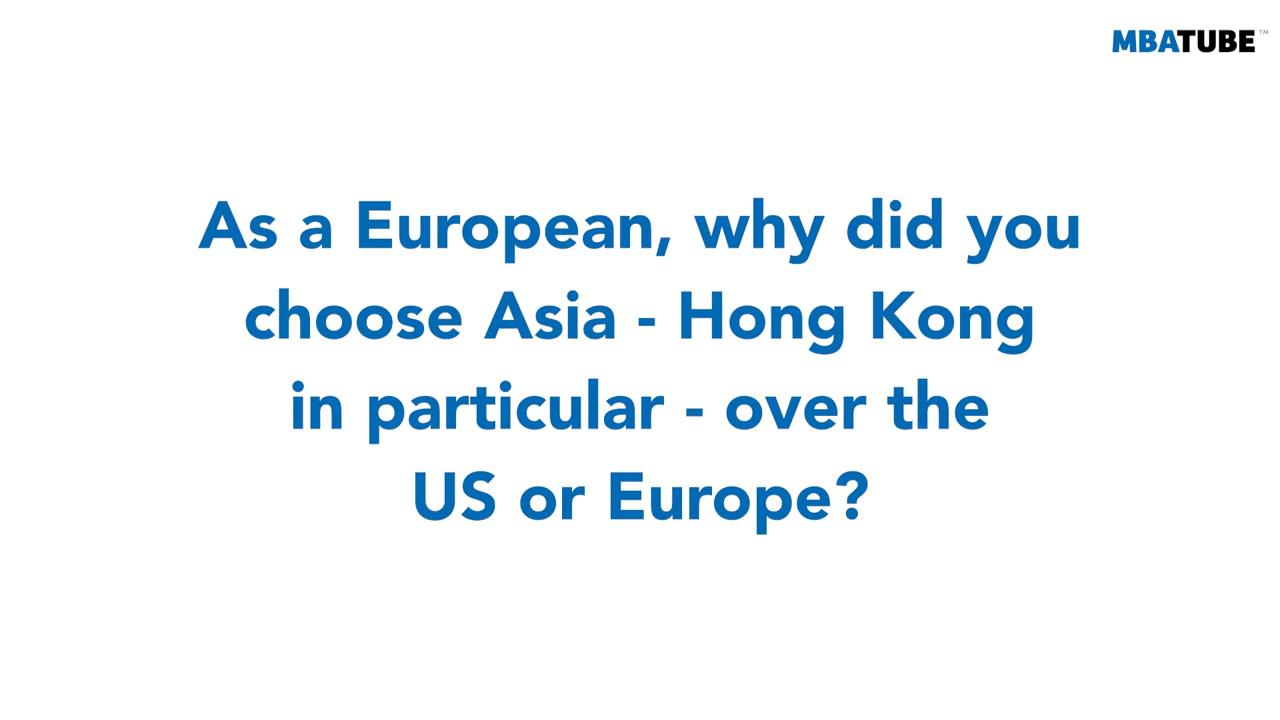 MBATUBE™
As a European, why did you
choose Asia - Hong Kong
in particular - over the
US or Europe?